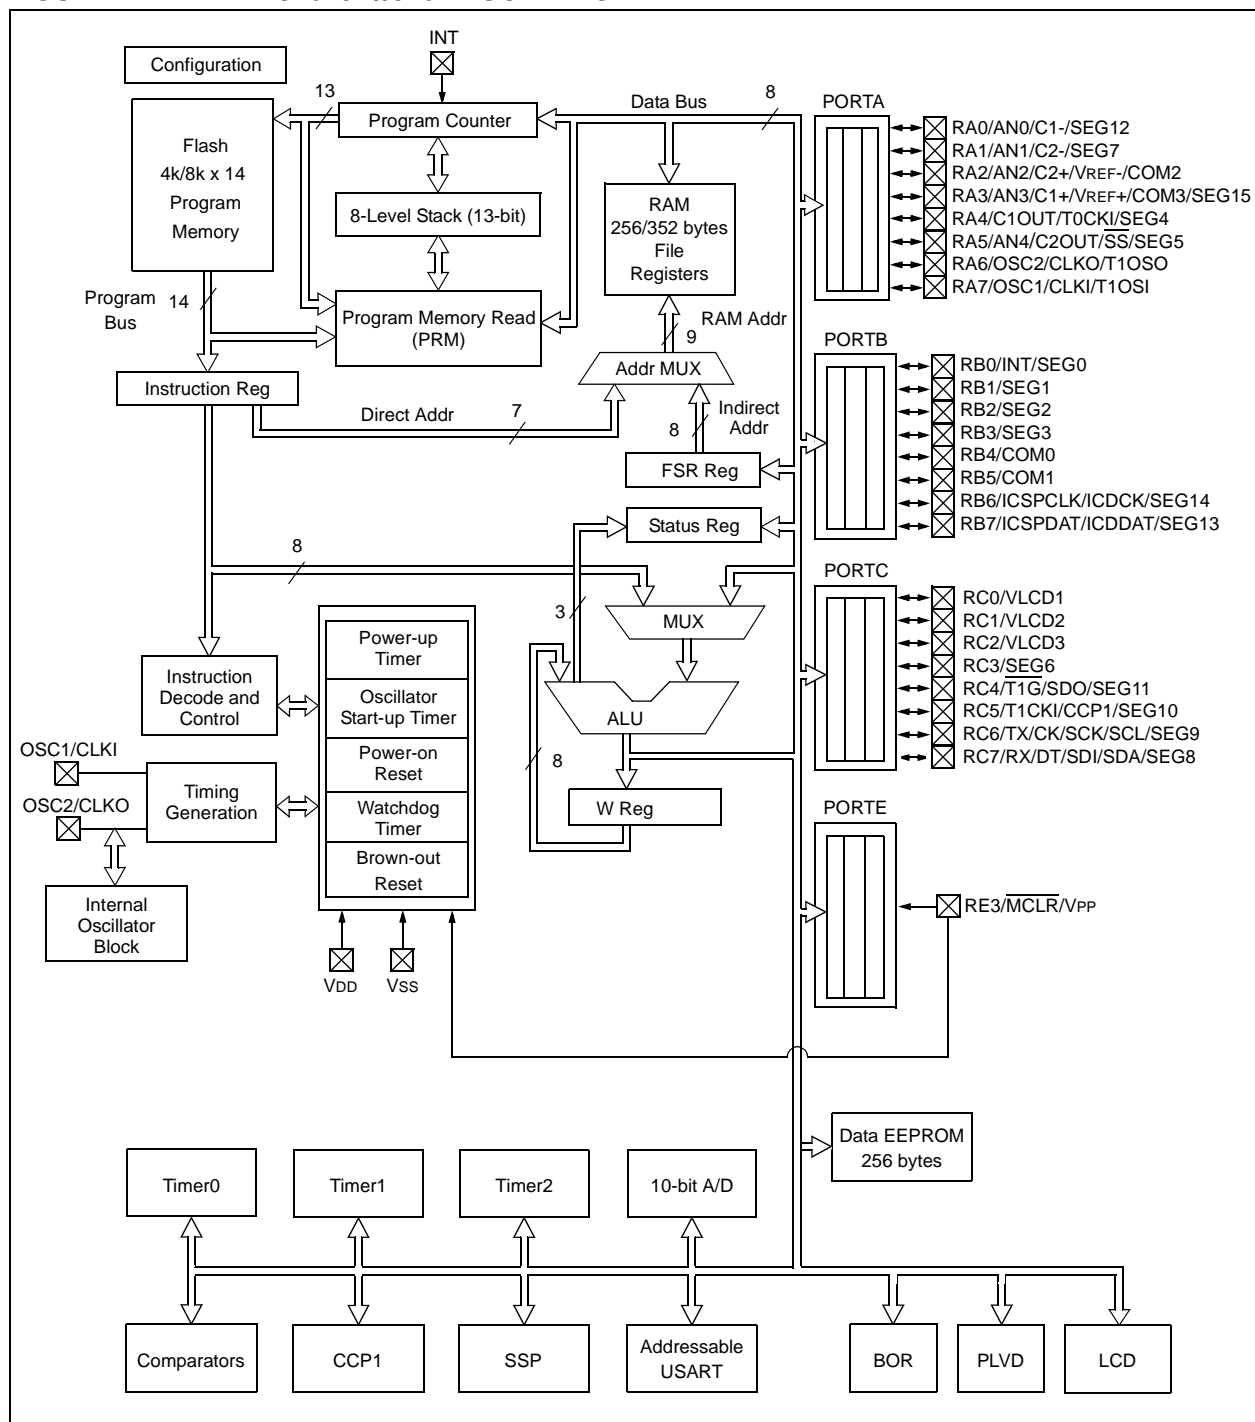 INT
Configuration
13
Data Bus
8
PORTA
Program Counter
Flash
4k/8k x 14
Program
Memory
RA0/AN0/C1-/SEG12
RA1/AN1/C2-/SEG7
RA2/AN2/C2+/VREF-/COM2
RA3/AN3/C1+/VREF+/COM3/SEG15
RA4/C1OUT/T0CKI/SEG4
RA5/AN4/C2OUT/SS/SEG5
RA6/OSC2/CLKO/T1OSO
RA7/OSC1/CLKI/T1OSI
8-Level Stack (13-bit)
RAM
256/352 bytes
File
Registers
Program
Bus
14
Program Memory Read
(PRM)
RAM Addr
9
PORTB
Addr MUX
RB0/INT/SEG0
RB1/SEG1
RB2/SEG2
RB3/SEG3
RB4/COM0
RB5/COM1
RB6/ICSPCLK/ICDCK/SEG14
RB7/ICSPDAT/ICDDAT/SEG13
Instruction Reg
Direct Addr
7
Indirect
Addr
8
FSR Reg
Status Reg
8
PORTC
RC0/VLCD1
RC1/VLCD2
RC2/VLCD3
RC3/SEG6
RC4/T1G/SDO/SEG11
RC5/T1CKI/CCP1/SEG10
RC6/TX/CK/SCK/SCL/SEG9
RC7/RX/DT/SDI/SDA/SEG8
3
MUX
Power-up
Timer
Instruction
Decode and
Control
Oscillator
Start-up Timer
ALU
OSC1/CLKI
Power-on
Reset
8
Timing
Generation
OSC2/CLKO
Watchdog
Timer
W Reg
PORTE
Brown-out
Reset
Internal
Oscillator
Block
RE3/MCLR/VPP
VDD
VSS
Data EEPROM
256 bytes
Timer0
Timer1
Timer2
10-bit A/D
Comparators
CCP1
SSP
Addressable
USART
BOR
PLVD
LCD